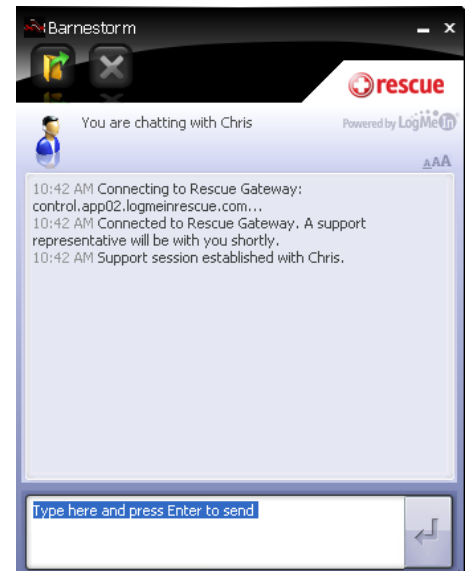 Barnestorm
rescue
You are chatting with Chris
Powered by LogMeIn
AAA
10:42 AM Connecting to Rescue Gateway:
control.app02.logmeinrescue.com...
10:42 AM Connected to Rescue Gateway. A support
representative will be with you shortly.
10:42 AM Support session established with Chris.
Type here and press Enter to send